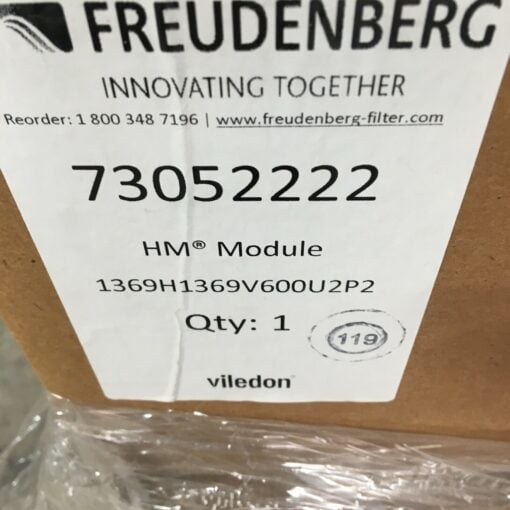 FREUDENBERG
INNOVATING TOGETHER
Reorder: 1 800 348 7196 | www.freudenberg-filter.com
73052222
HM® Module
1369H1369V600U2P2
Qty: 1
119
viledon